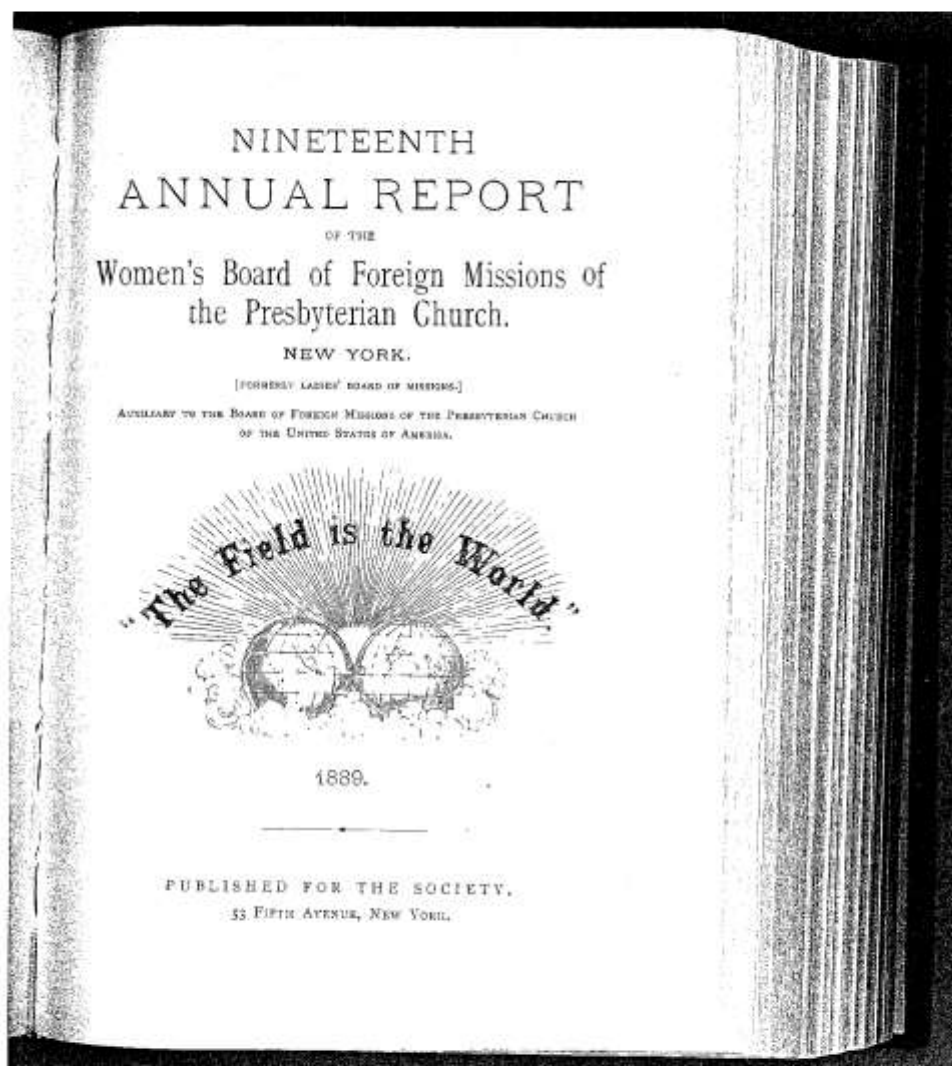 NINETEENTH
ANNUAL REPORT
OF THE
Women's Board of Foreign Missions of
the Presbyterian Church.
NEW YORK.
[FORMERLY LADIES' BOARD OF MISSIONS.]
AUXILIARY TO THE BOARD OF FOREIGN MISSIONS OF THE PRESBYTERIAN CHURCH
OF THE UNITED STATES OF AMERICA.
"The Field is the World."
1889.
PUBLISHED FOR THE SOCIETY,
53 FIFTH AVENUE, NEW YORK.